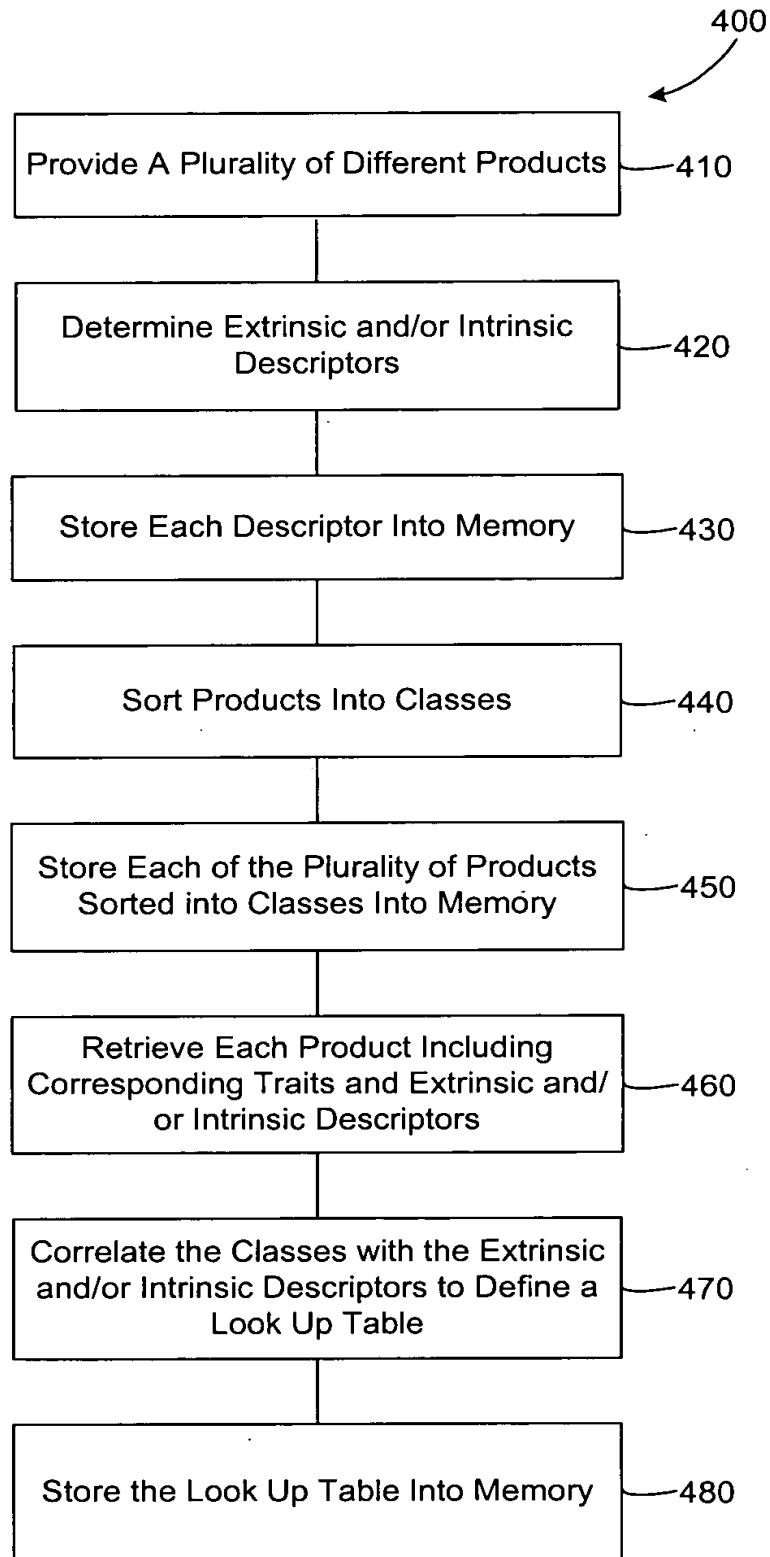 400
Provide A Plurality of Different Products
410
Determine Extrinsic and/or Intrinsic
Descriptors
420
Store Each Descriptor Into Memory
430
Sort Products Into Classes
440
Store Each of the Plurality of Products
Sorted into Classes Into Memory
450
Retrieve Each Product Including
Corresponding Traits and Extrinsic and/
or Intrinsic Descriptors
460
Correlate the Classes with the Extrinsic
and/or Intrinsic Descriptors to Define a
Look Up Table
470
Store the Look Up Table Into Memory
480